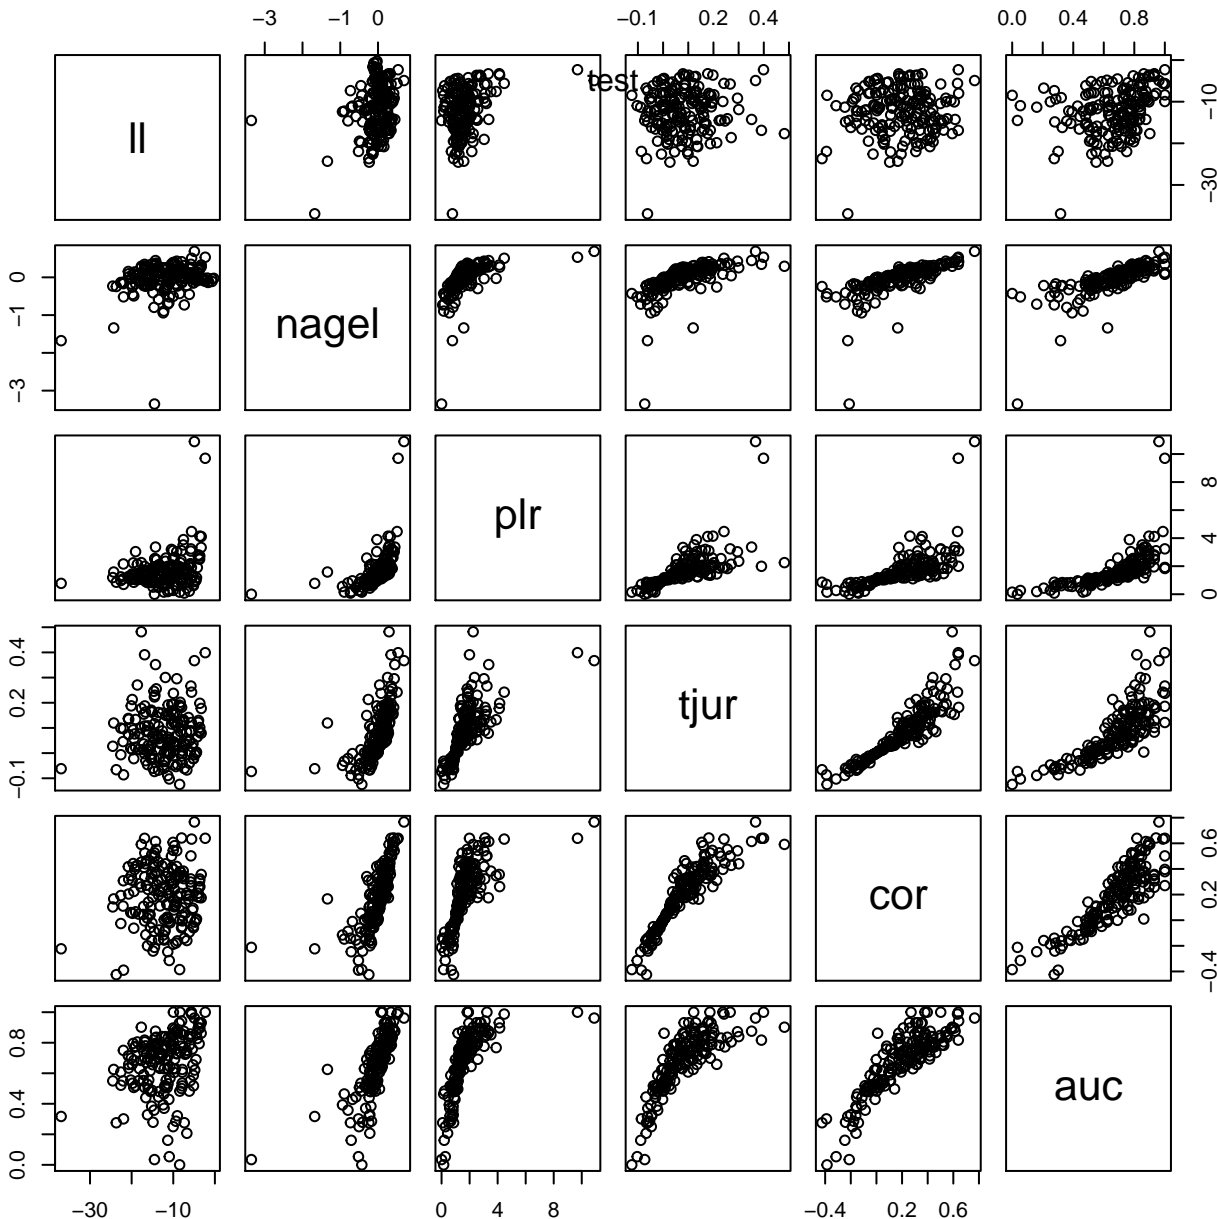 −3 −1 0 −0.1 0.2 0.4 0.0 0.4 0.8
test
ll −10 −30
0 −1 −3 nagel
plr 8 4 0
0.4 0.2 −0.1 tjur
cor 0.6 0.2 −0.4
0.8 0.4 0.0 auc
−30 −10 0 4 8 −0.4 0.2 0.6